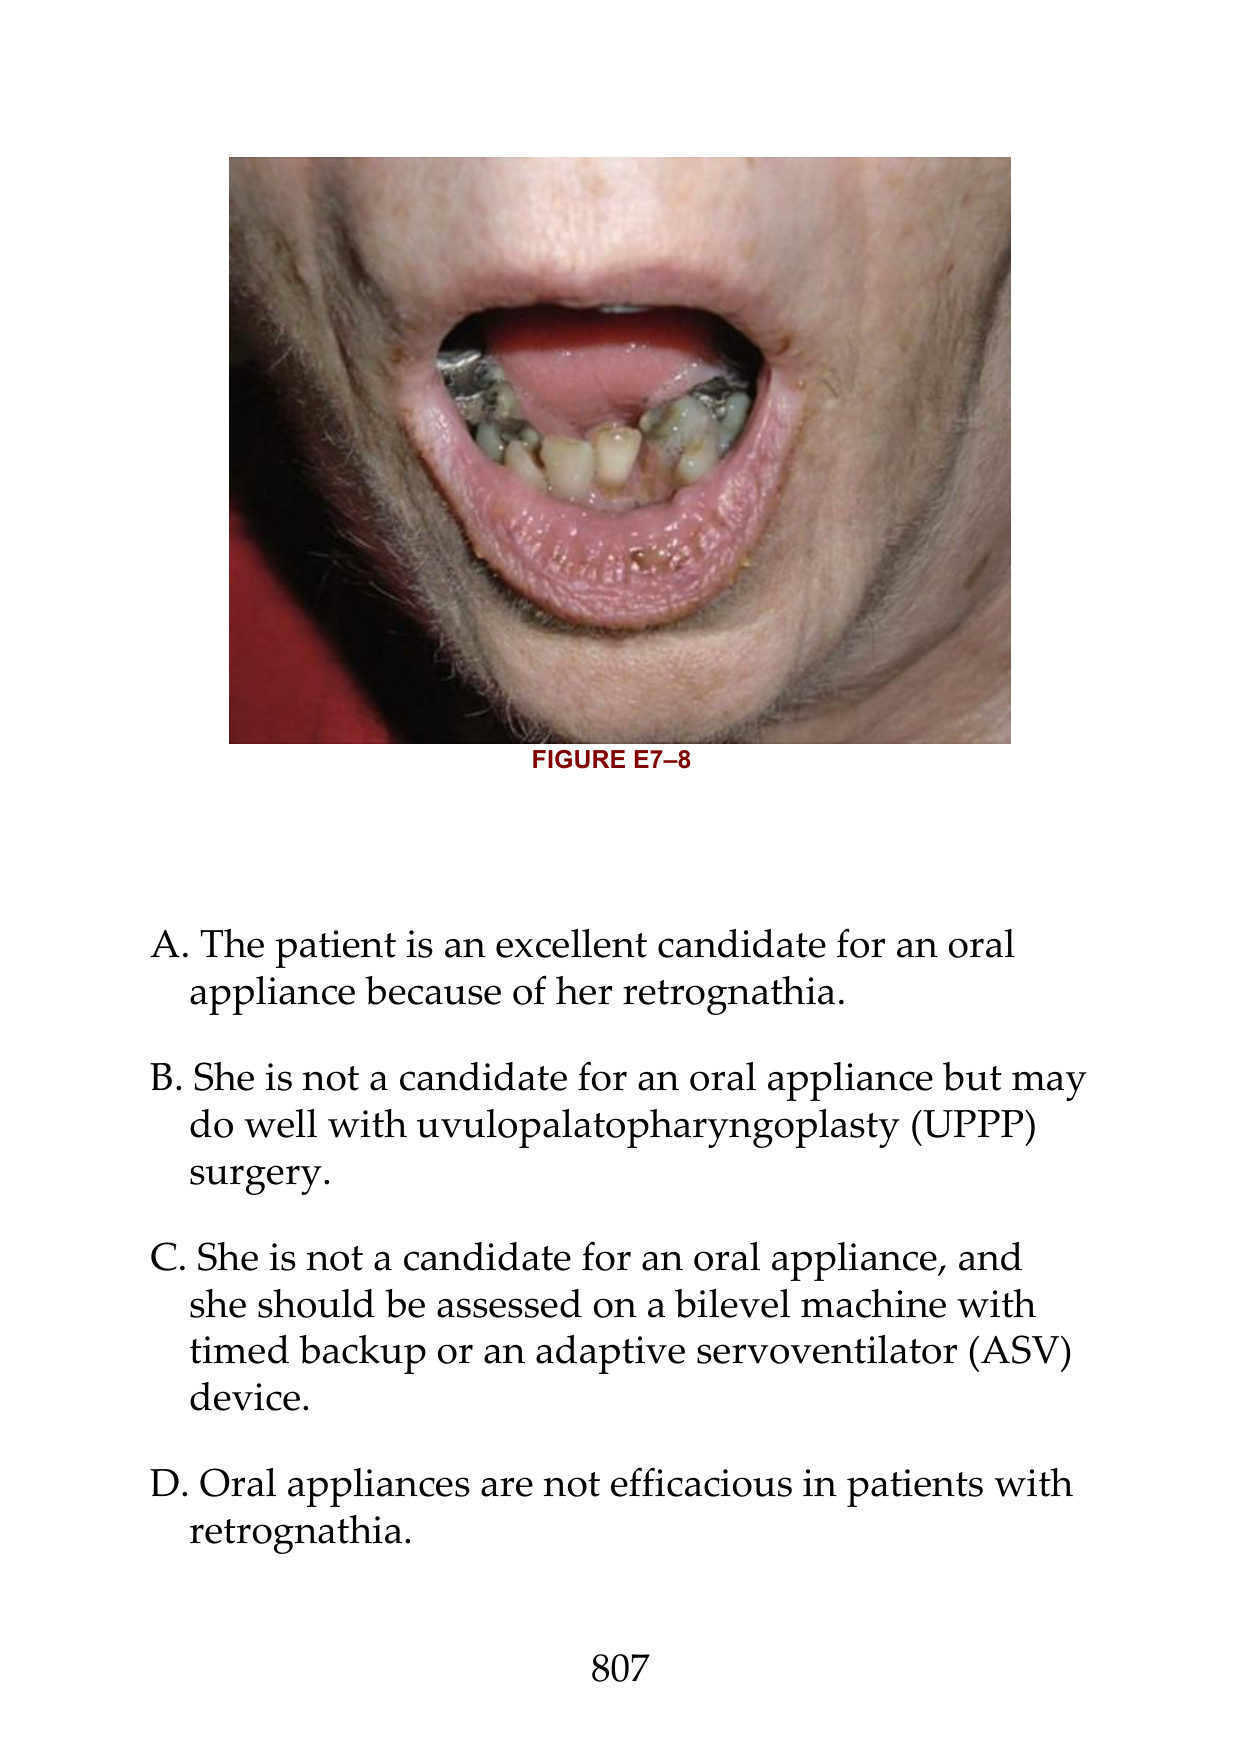 FIGURE E7–8
A. The patient is an excellent candidate for an oral
appliance because of her retrognathia.
B. She is not a candidate for an oral appliance but may
do well with uvulopalatopharyngoplasty (UPPP)
surgery.
C. She is not a candidate for an oral appliance, and
she should be assessed on a bilevel machine with
timed backup or an adaptive servoventilator (ASV)
device.
D. Oral appliances are not efficacious in patients with
retrognathia.
807